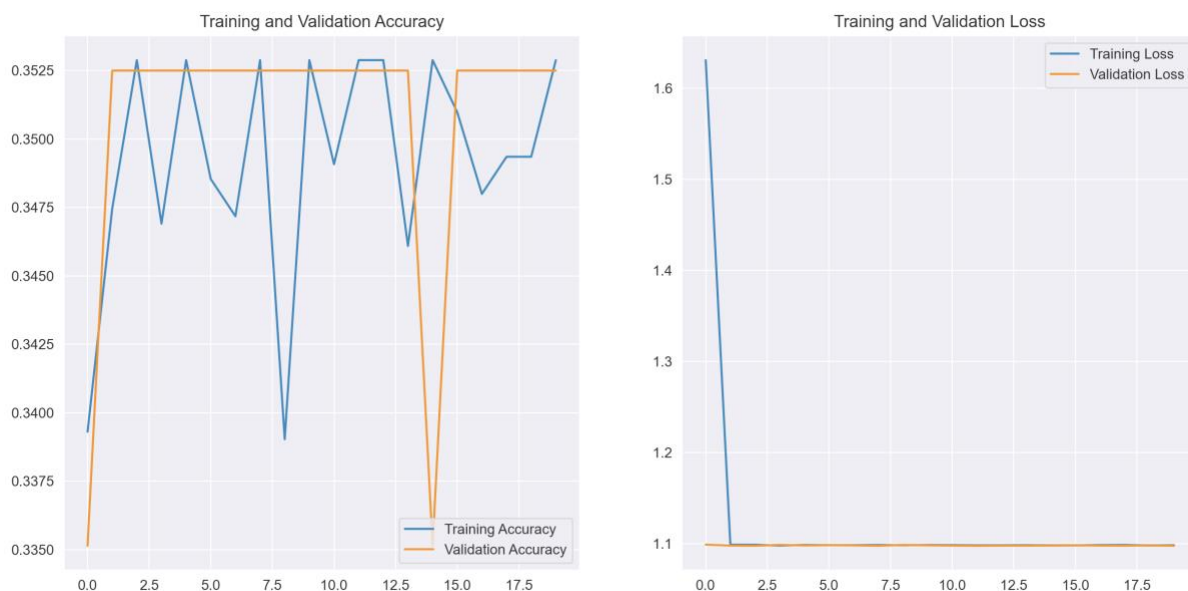 Training and Validation Accuracy
0.3525
0.3500
0.3475
0.3450
0.3425
0.3400
0.3375
0.3350
Training Accuracy
Validation Accuracy
0.0 2.5 5.0 7.5 10.0 12.5 15.0 17.5
Training and Validation Loss
Training Loss
Validation Loss
1.6
1.5
1.4
1.3
1.2
1.1
0.0 2.5 5.0 7.5 10.0 12.5 15.0 17.5